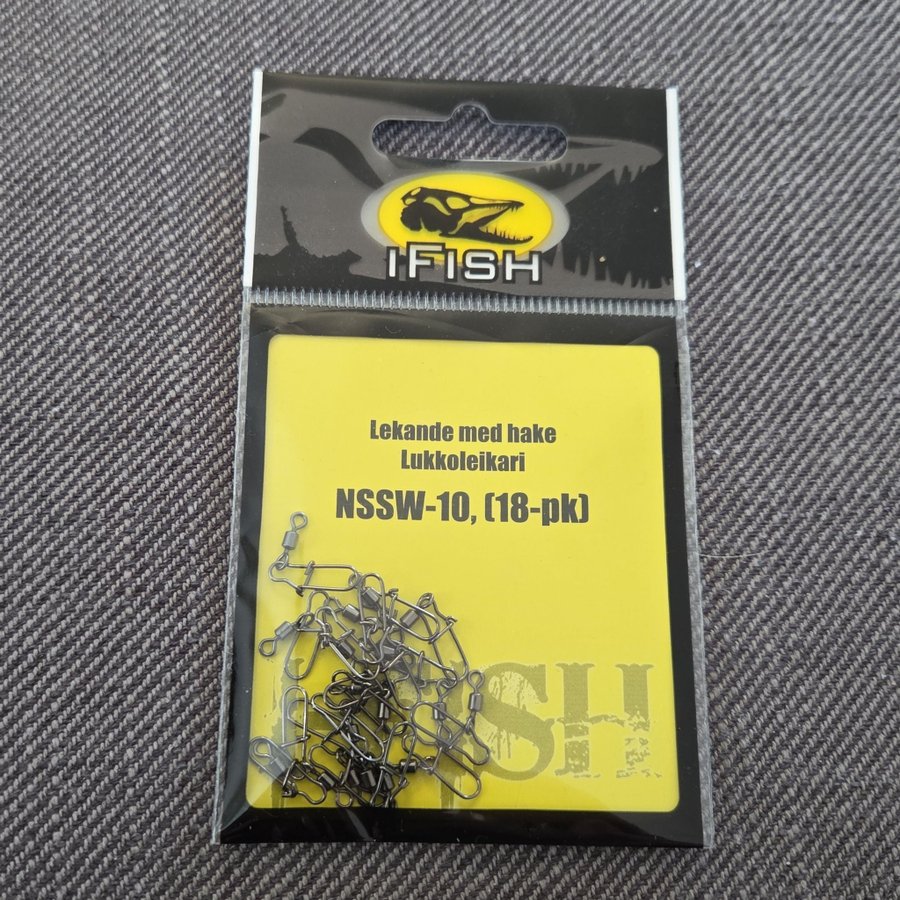 iFish
Lekande med hake
Lukkoleikari
NSSW-10, (18-pk)
iFISH